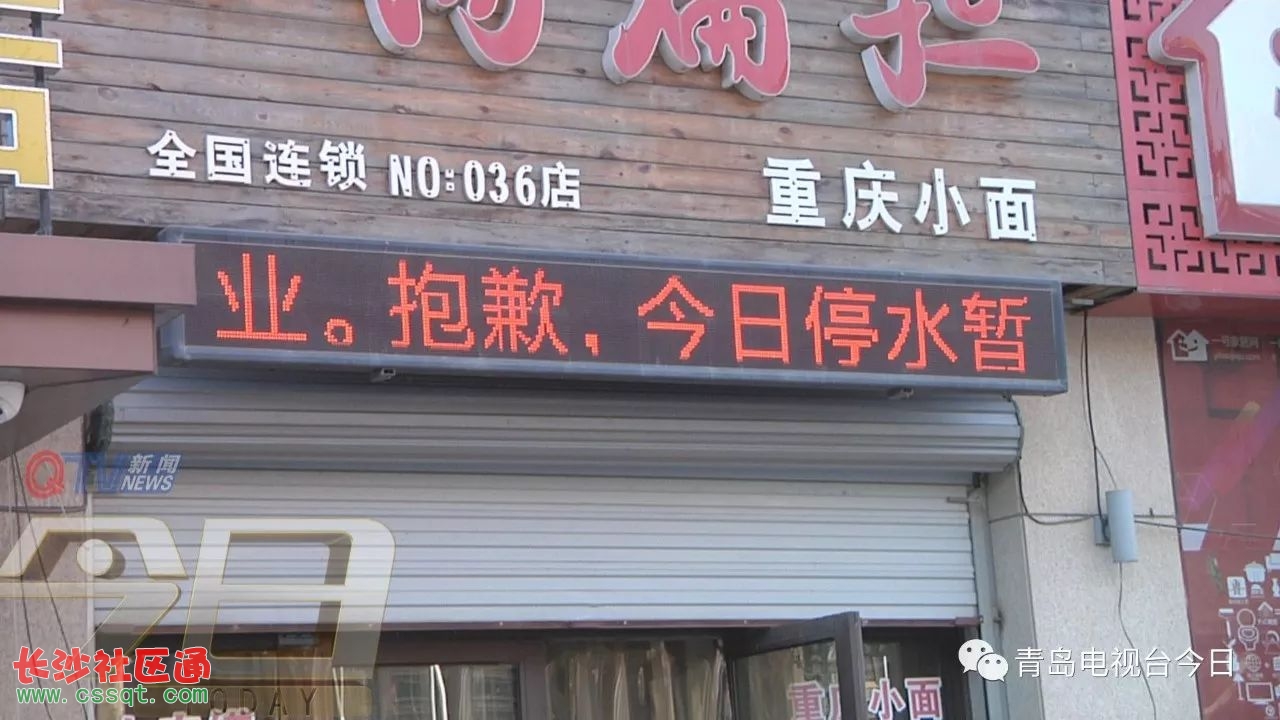 全国连锁 NO:036店
重庆小面
业。抱歉,今日停水暂
QTV新闻
NEWS
今日
TODAY
重庆小面
长沙社区通
www.cssqt.com
青岛电视台今日